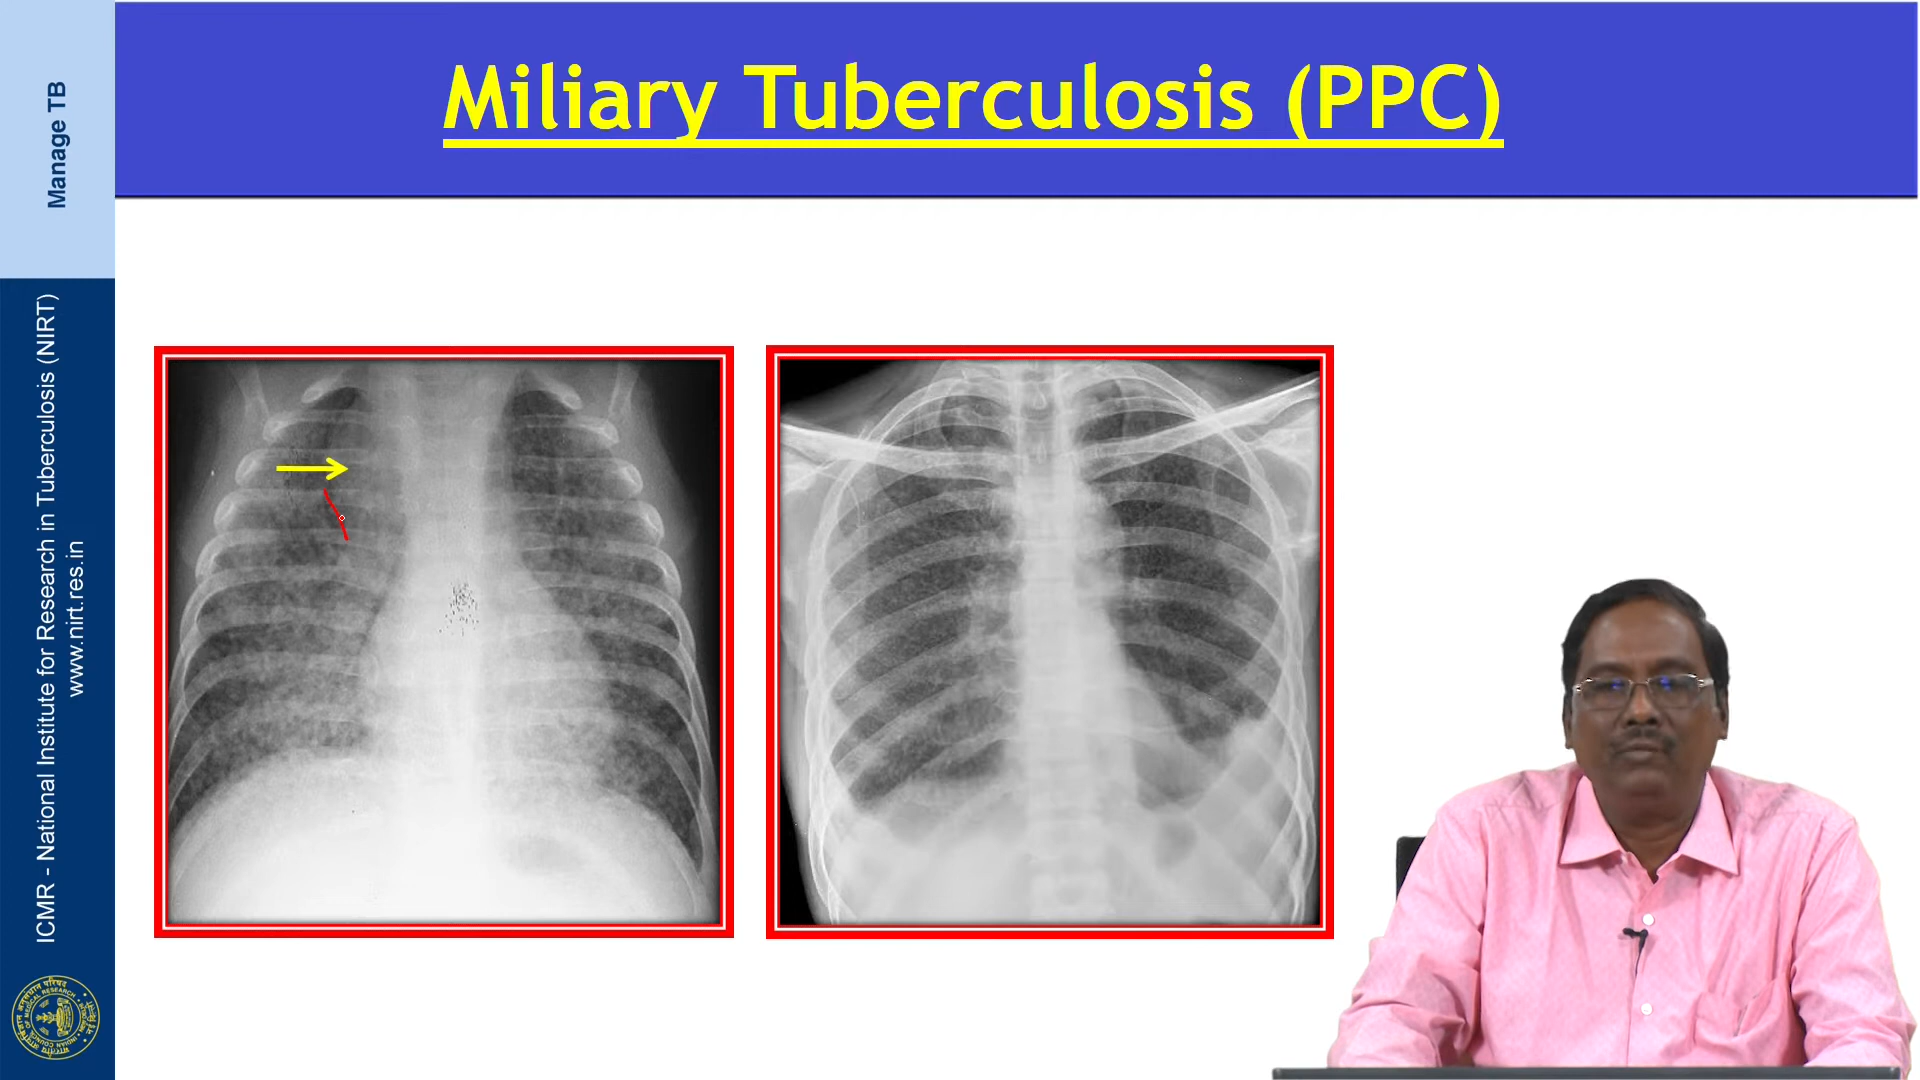 Miliary Tuberculosis (PPC)
Manage TB
ICMR - National Institute for Research in Tuberculosis (NIRT)
www.nirt.res.in